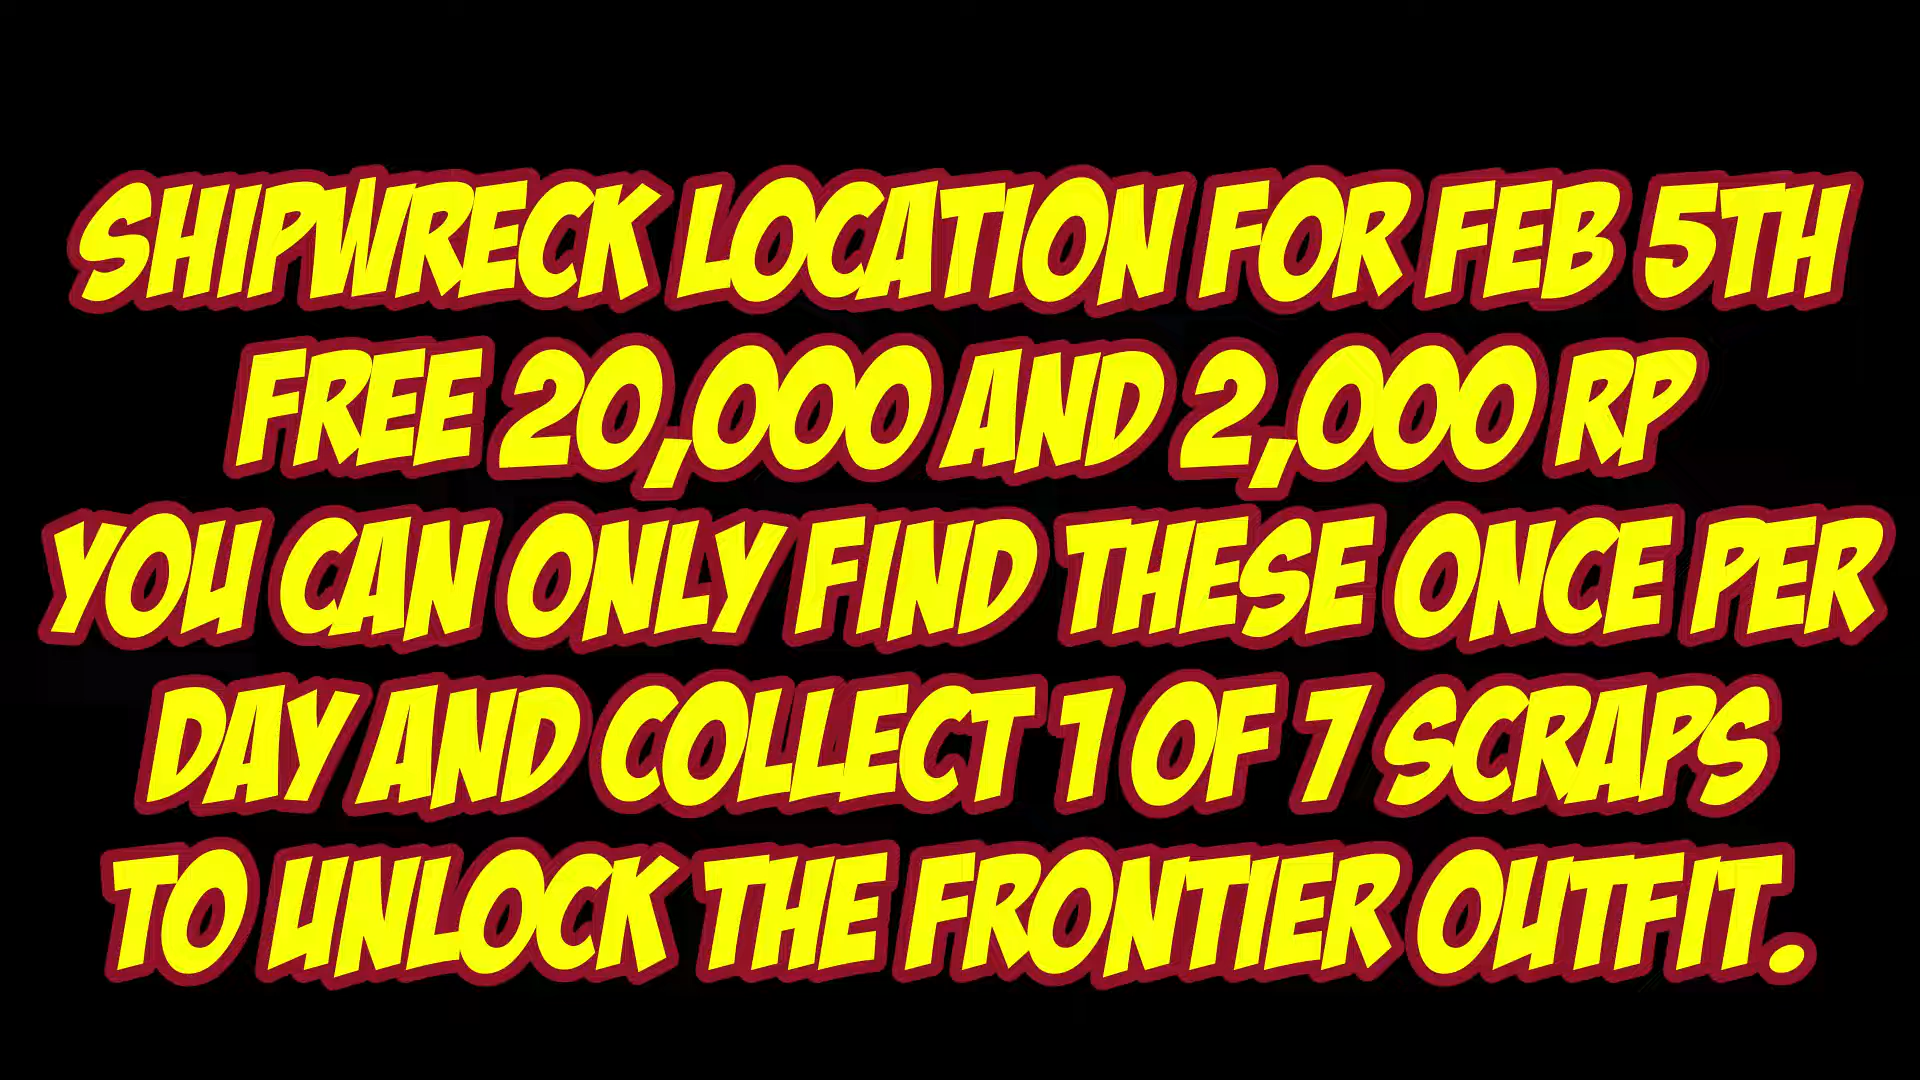 SHIPWRECK LOCATION FOR FEB 5TH
FREE 20,000 AND 2,000 RP
YOU CAN ONLY FIND THESE ONCE PER
DAY AND COLLECT 1 OF 7 SCRAPS
TO UNLOCK THE FRONTIER OUTFIT.